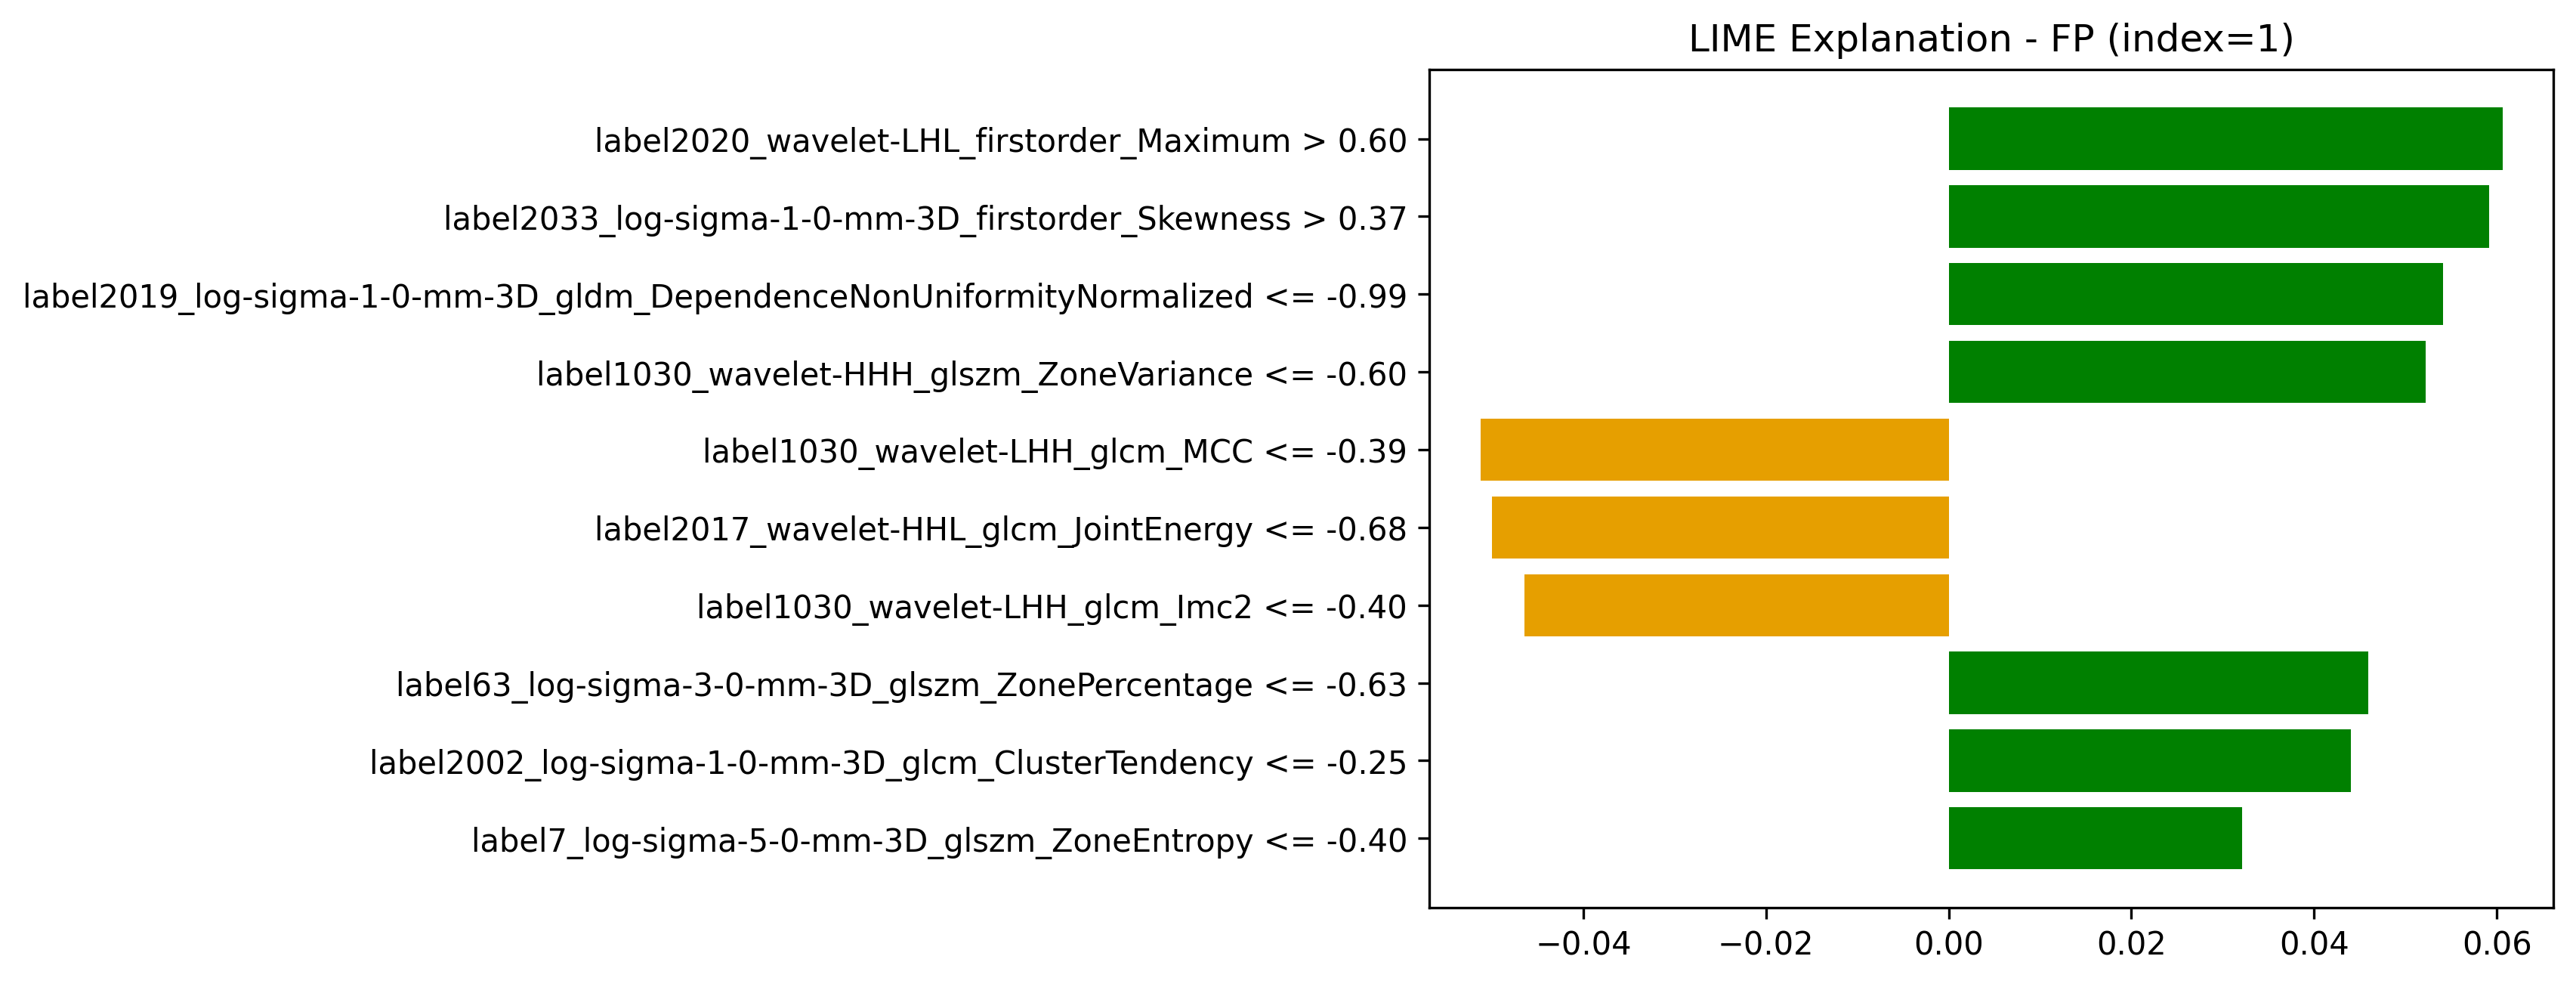 LIME Explanation - FP (index=1)
label2020_wavelet-LHL_firstorder_Maximum > 0.60
label2033_log-sigma-1-0-mm-3D_firstorder_Skewness > 0.37
label2019_log-sigma-1-0-mm-3D_gldm_DependenceNonUniformityNormalized <= -0.99
label1030_wavelet-HHH_glszm_ZoneVariance <= -0.60
label1030_wavelet-LHH_glcm_MCC <= -0.39
label2017_wavelet-HHL_glcm_JointEnergy <= -0.68
label1030_wavelet-LHH_glcm_Imc2 <= -0.40
label63_log-sigma-3-0-mm-3D_glszm_ZonePercentage <= -0.63
label2002_log-sigma-1-0-mm-3D_glcm_ClusterTendency <= -0.25
label7_log-sigma-5-0-mm-3D_glszm_ZoneEntropy <= -0.40
−0.04 −0.02 0.00 0.02 0.04 0.06